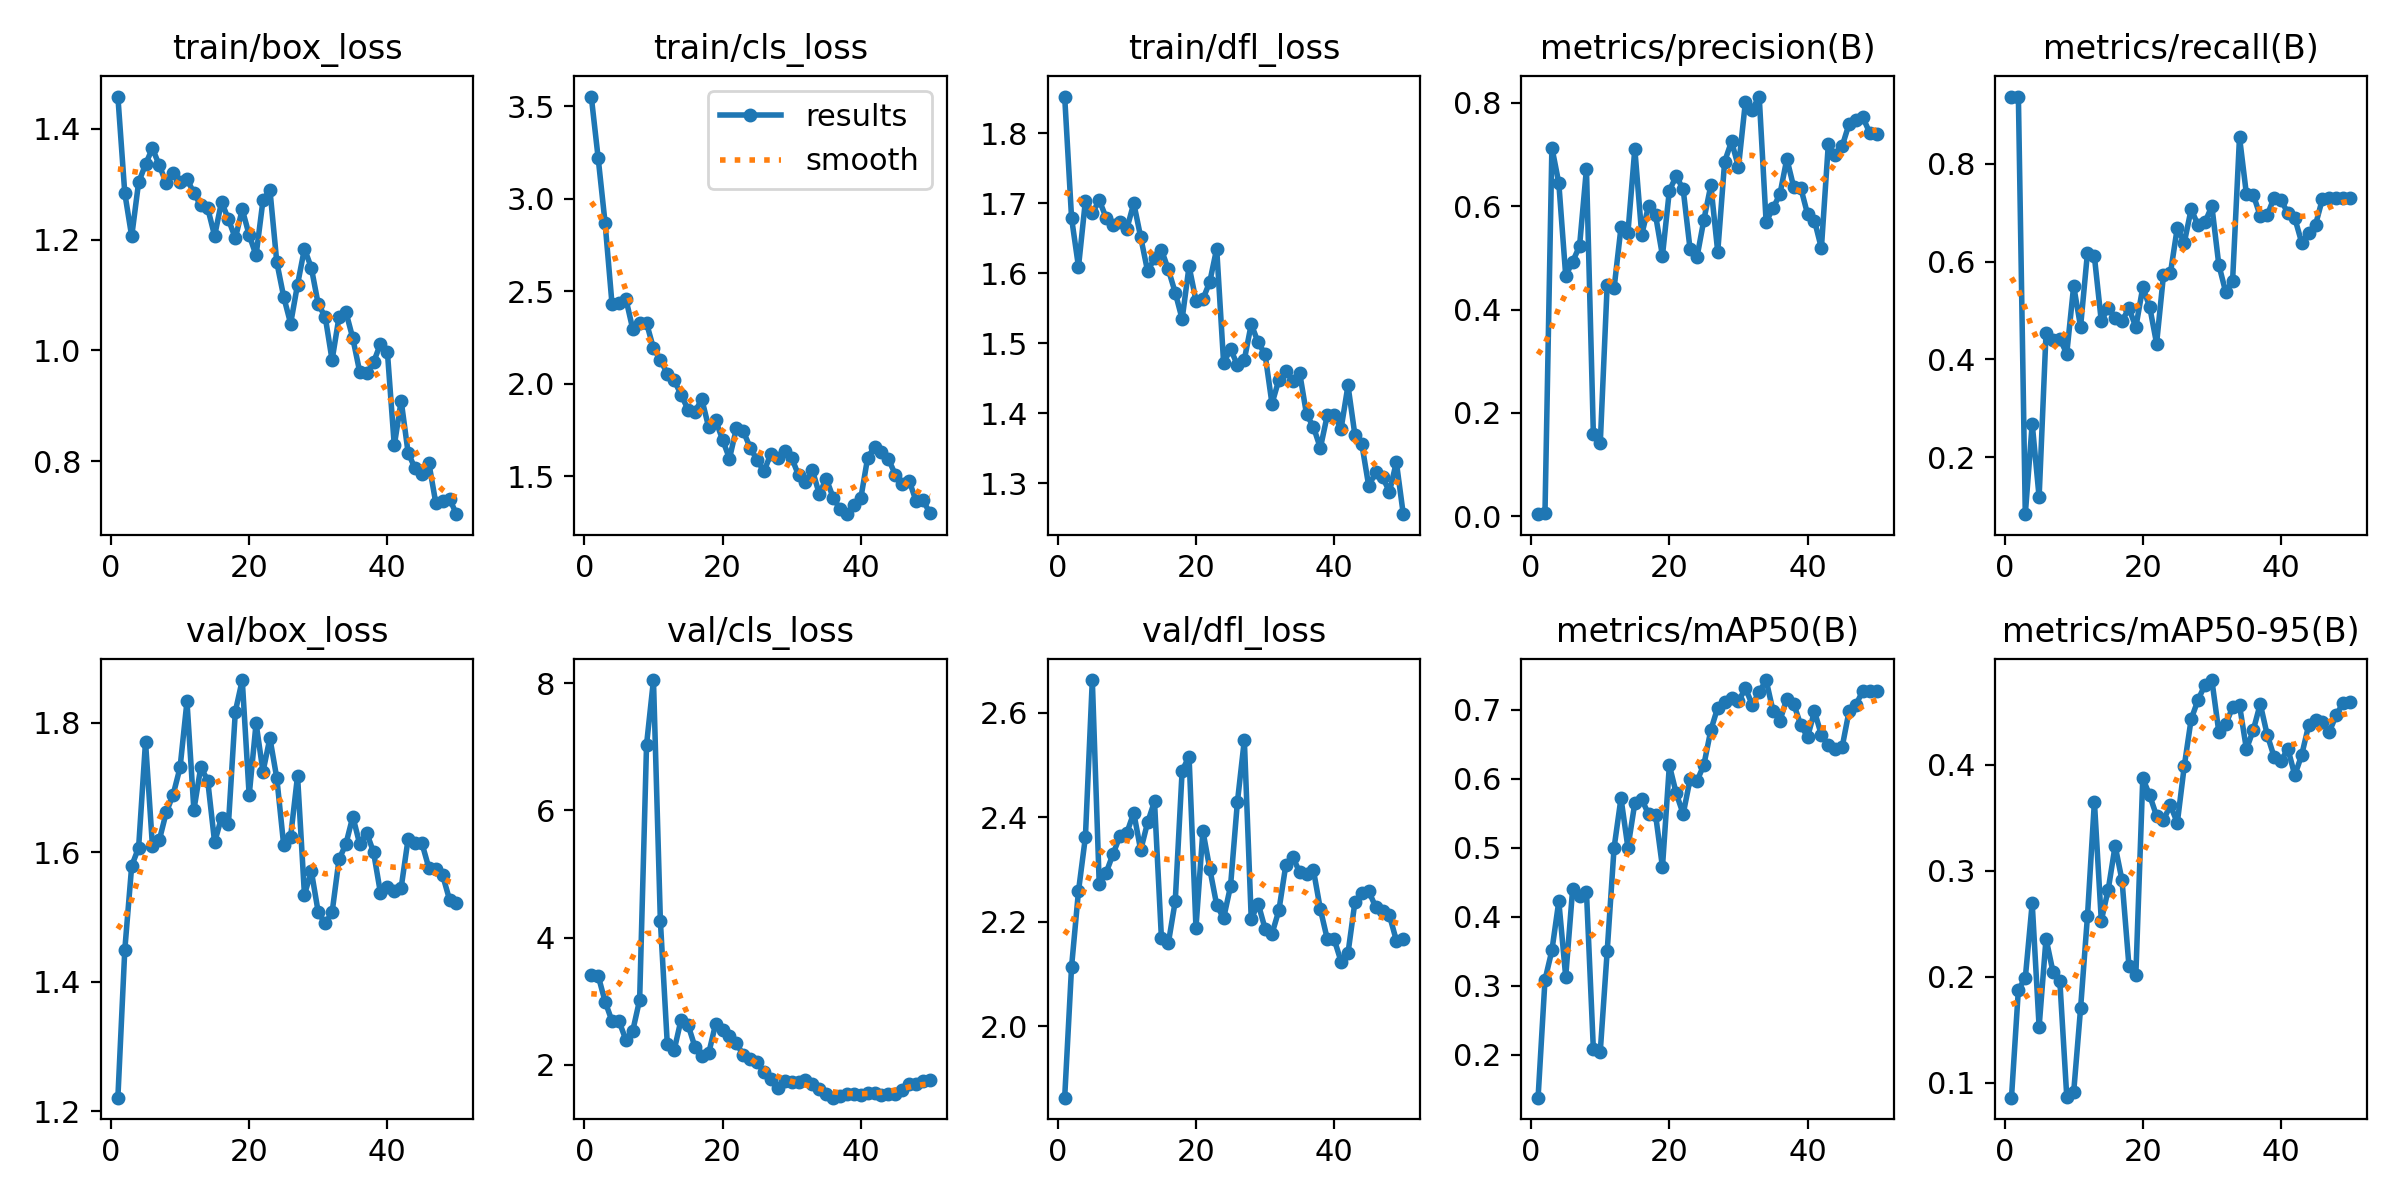 train/box_loss
1.4
1.2
1.0
0.8
0 20 40
train/cls_loss
results
smooth
3.5
3.0
2.5
2.0
1.5
0 20 40
train/dfl_loss
1.8
1.7
1.6
1.5
1.4
1.3
0 20 40
metrics/precision(B)
0.8
0.6
0.4
0.2
0.0
0 20 40
metrics/recall(B)
0.8
0.6
0.4
0.2
0 20 40
val/box_loss
1.8
1.6
1.4
1.2
0 20 40
val/cls_loss
8
6
4
2
0 20 40
val/dfl_loss
2.6
2.4
2.2
2.0
0 20 40
metrics/mAP50(B)
0.7
0.6
0.5
0.4
0.3
0.2
0 20 40
metrics/mAP50-95(B)
0.4
0.3
0.2
0.1
0 20 40